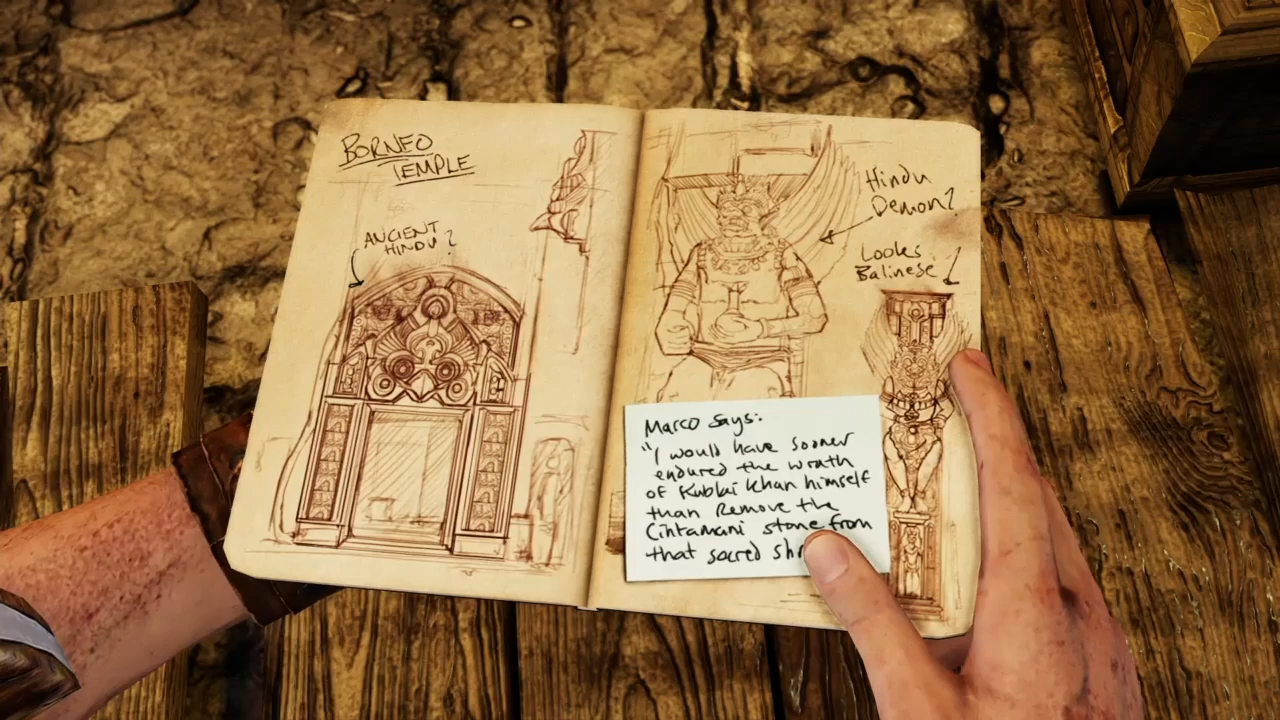 BORNEO
TEMPLE
ANCIENT
HINDU?
Hindu
Demon?
Looks
Balinese
Marco says:
"I would have sooner
endured the wrath
of Kublai Khan himself
than Remove the
Cintamani stone from
that sacred